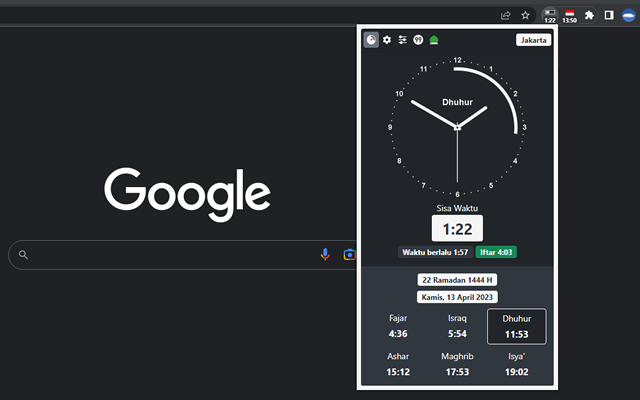 1:22
13:50
99
Jakarta
12
1
2
3
4
5
6
7
8
9
10
11
Dhuhur
Google
Sisa Waktu
1:22
Waktu berlalu 1:57
Iftar 4:03
22 Ramadan 1444 H
Kamis, 13 April 2023
Fajar
Israq
Dhuhur
4:36
5:54
11:53
Ashar
Maghrib
Isya'
15:12
17:53
19:02